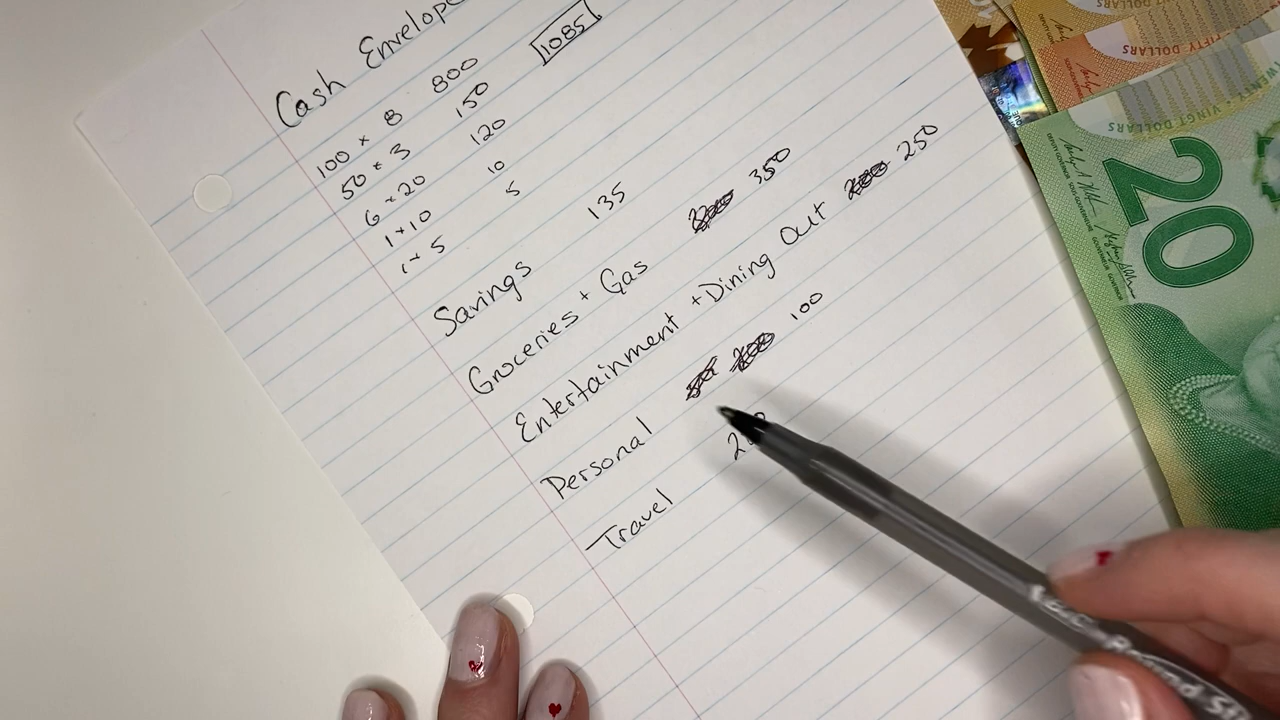 Cash Envelope
1085
100 × 8 800
50 × 3 150
6 × 20 120
1 × 10 10
1 × 5 5
Savings 135
Groceries + Gas 350
Entertainment + Dining Out 250
Personal 100
Travel
FIFTY DOLLARS
TWENTY • VINGT DOLLARS
20